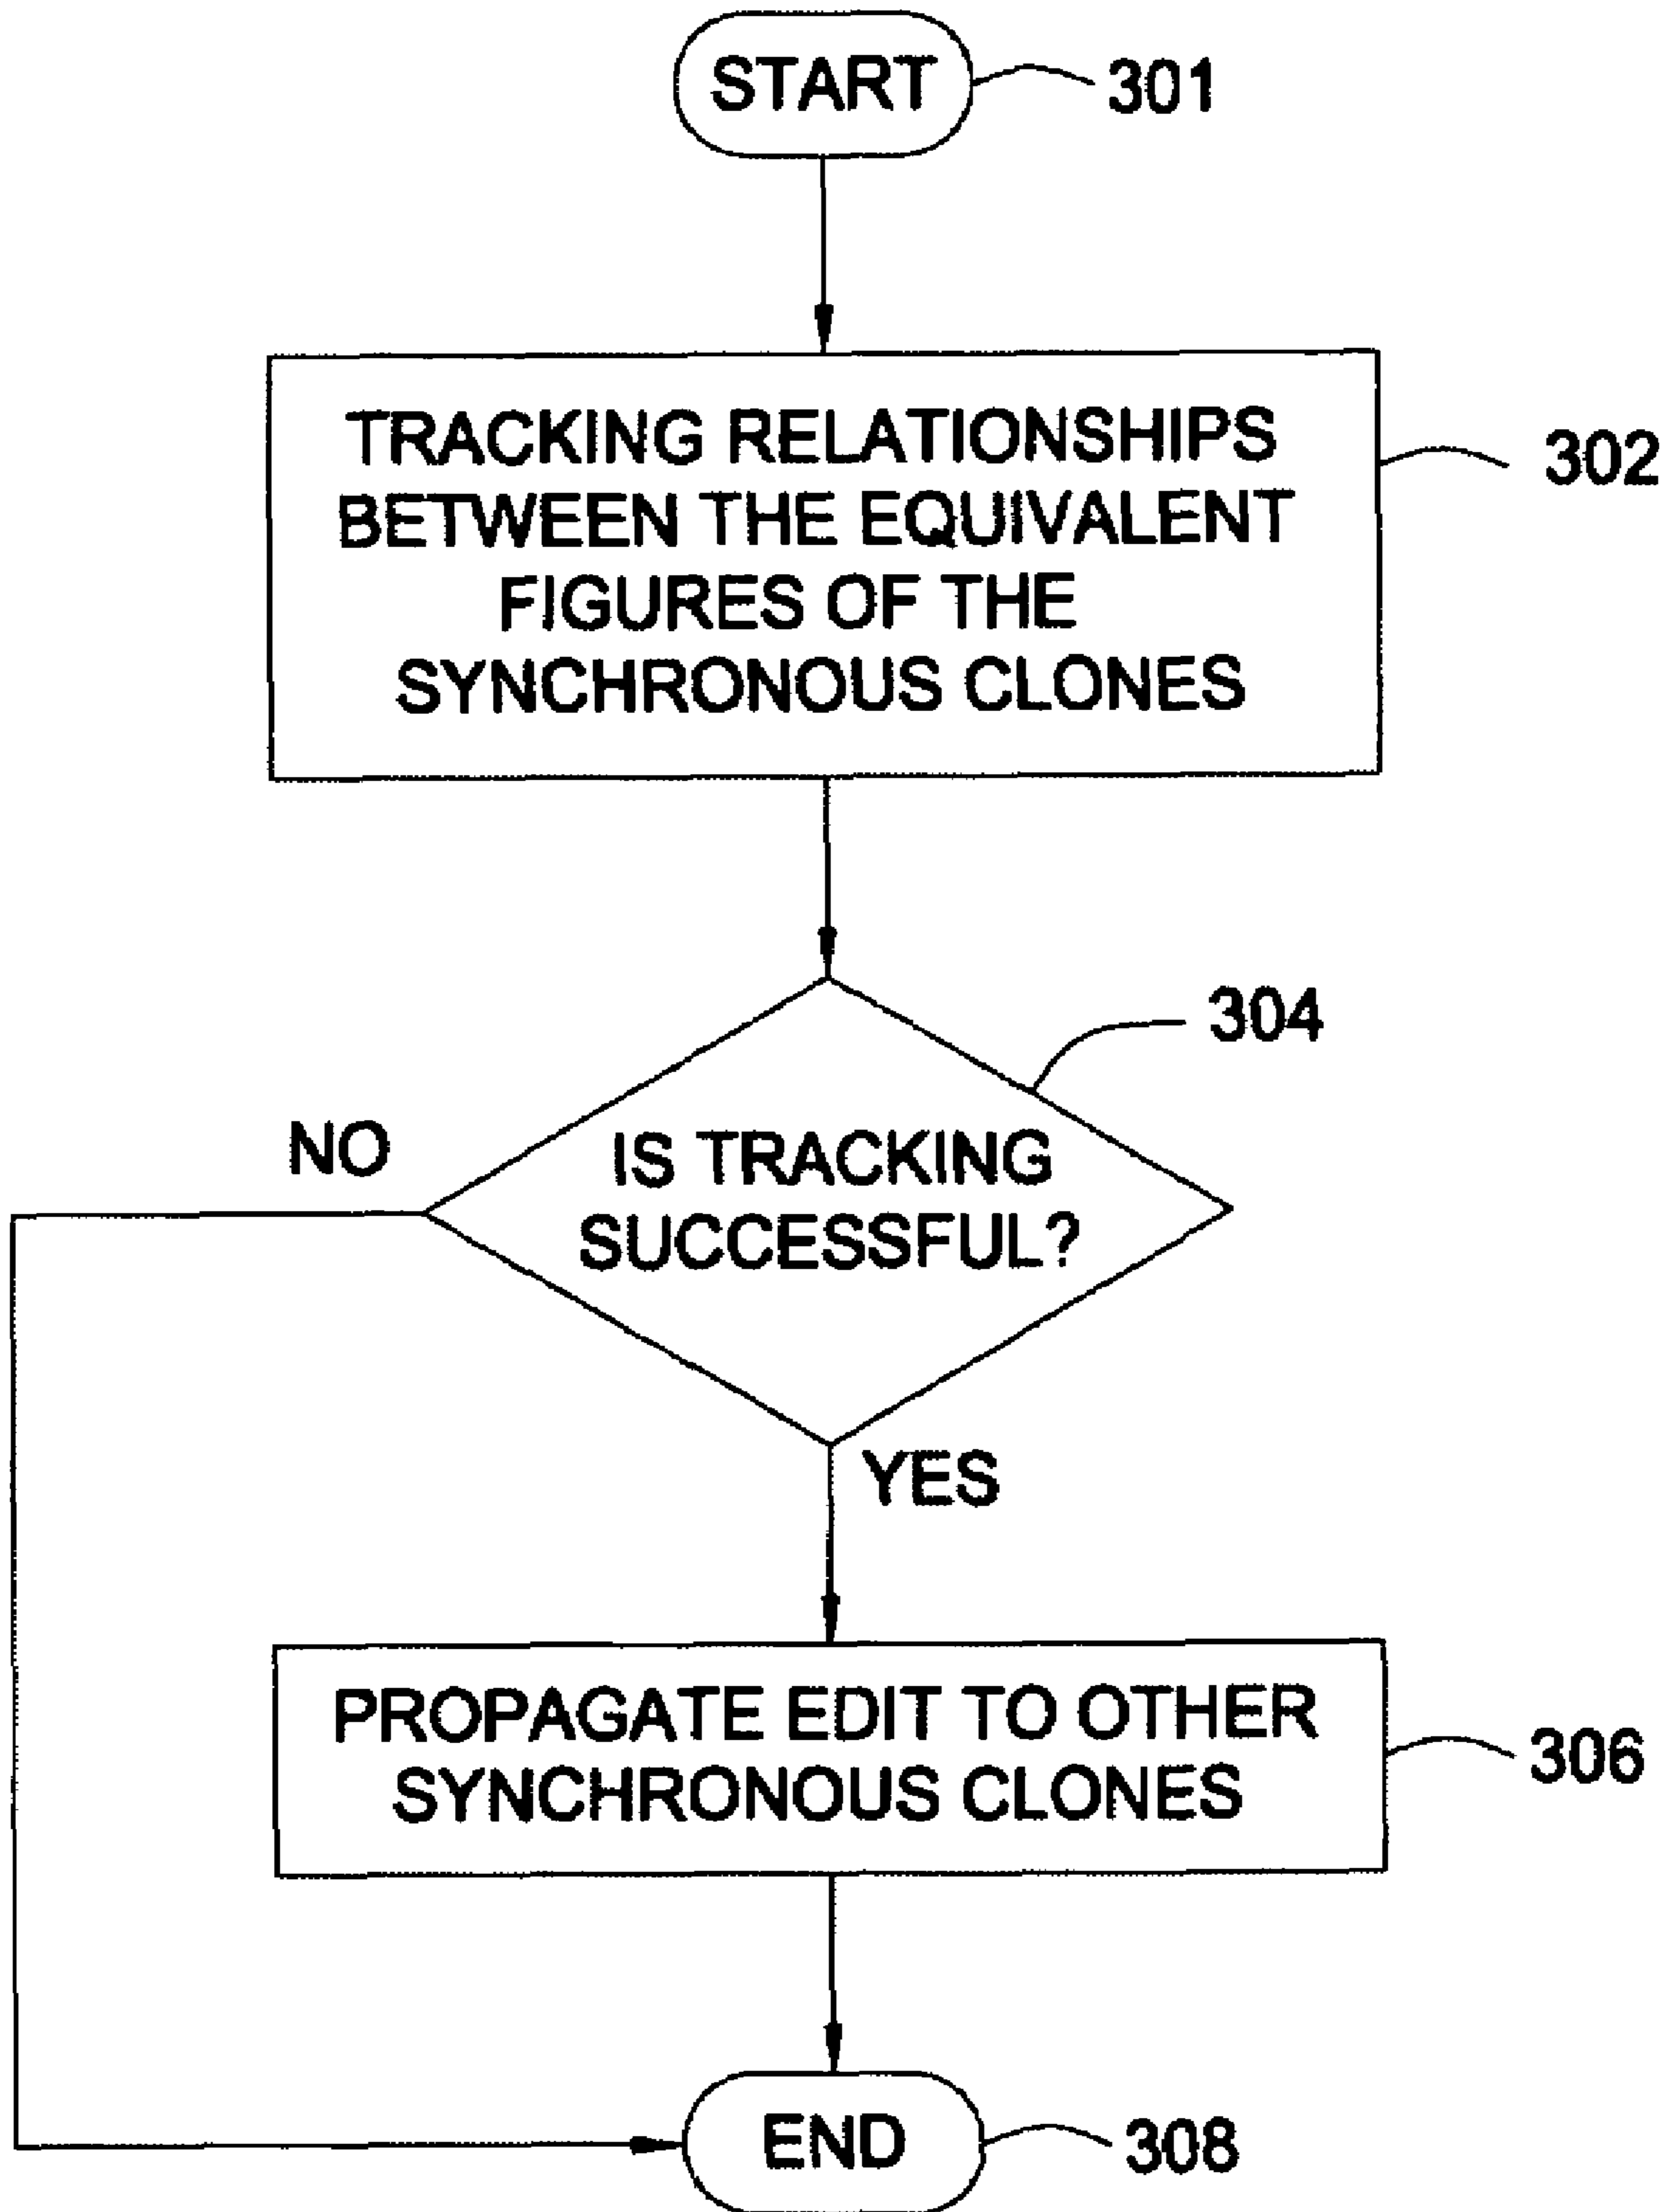 START
301
TRACKING RELATIONSHIPS
BETWEEN THE EQUIVALENT
FIGURES OF THE
SYNCHRONOUS CLONES
302
304
NO
IS TRACKING
SUCCESSFUL?
YES
PROPAGATE EDIT TO OTHER
SYNCHRONOUS CLONES
306
END
308